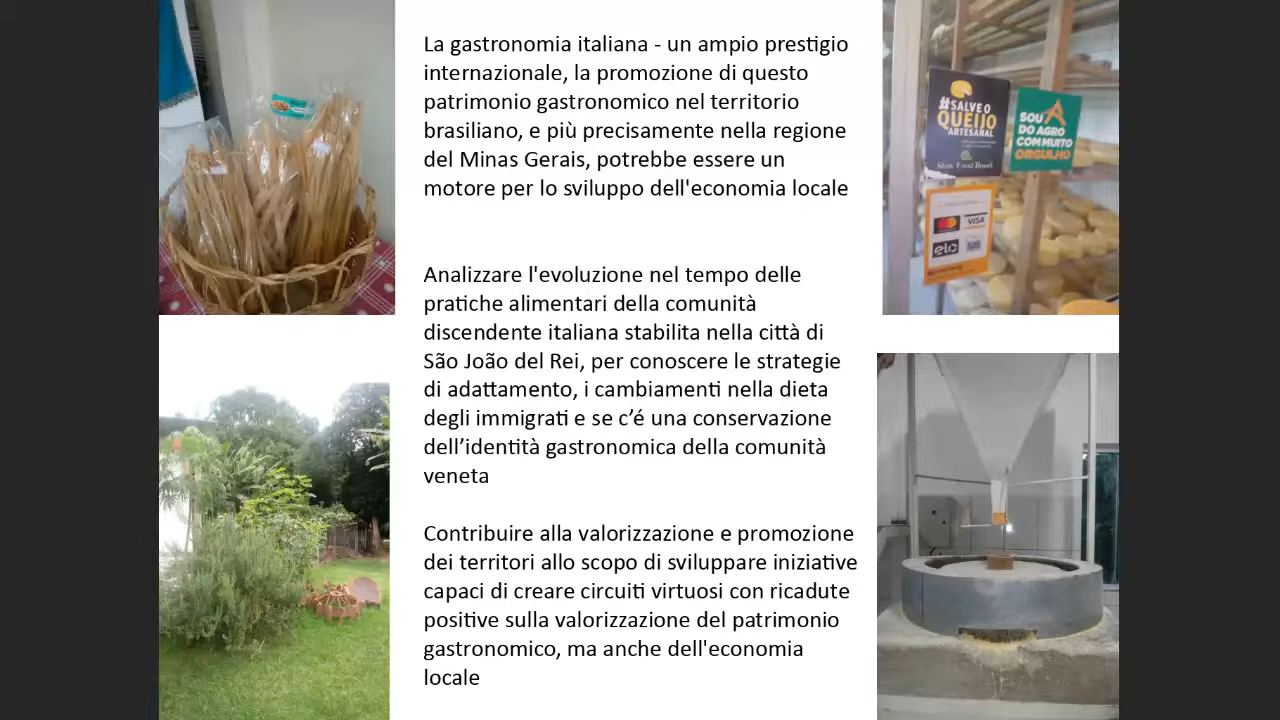 La gastronomia italiana - un ampio prestigio
internazionale, la promozione di questo
patrimonio gastronomico nel territorio
brasiliano, e più precisamente nella regione
del Minas Gerais, potrebbe essere un
motore per lo sviluppo dell'economia locale
Analizzare l'evoluzione nel tempo delle
pratiche alimentari della comunità
discendente italiana stabilita nella città di
São João del Rei, per conoscere le strategie
di adattamento, i cambiamenti nella dieta
degli immigrati e se c’é una conservazione
dell’identità gastronomica della comunità
veneta
Contribuire alla valorizzazione e promozione
dei territori allo scopo di sviluppare iniziative
capaci di creare circuiti virtuosi con ricadute
positive sulla valorizzazione del patrimonio
gastronomico, ma anche dell'economia
locale
#SALVE O
QUEIJO
ARTESANAL
Slow Food Brasil
SOU
DO AGRO
COM MUITO
ORGULHO
VISA
elo